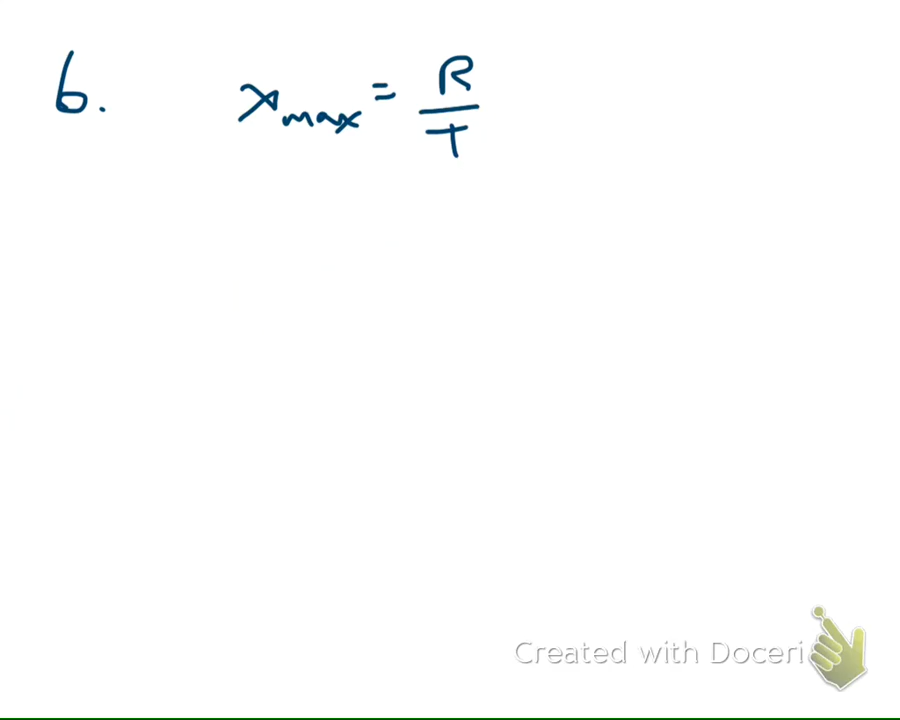 6. x_max = R/T
Created with Doceri